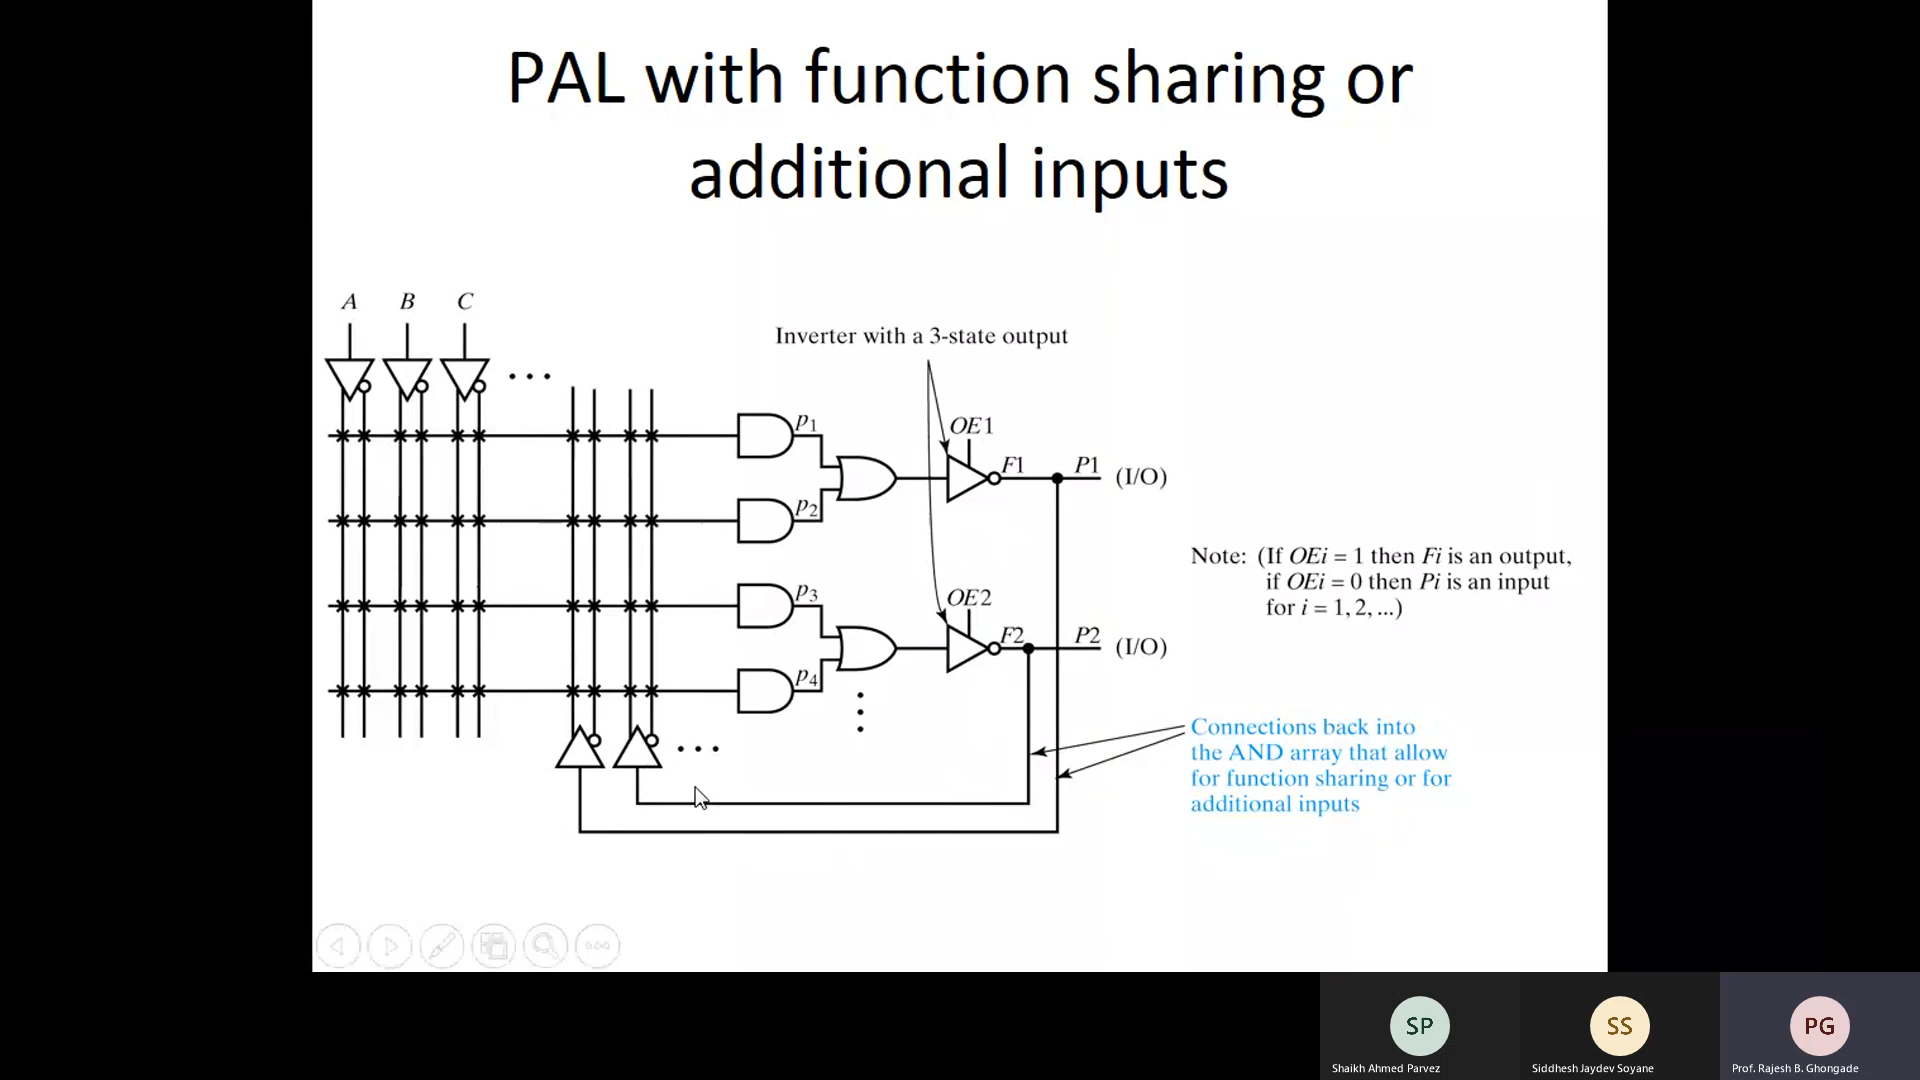 PAL with function sharing or
additional inputs
A B C
Inverter with a 3-state output
p1
OE1
F1 P1 (I/O)
p2
Note: (If OEi = 1 then Fi is an output,
if OEi = 0 then Pi is an input
for i = 1, 2, ...)
p3
OE2
F2 P2 (I/O)
p4
Connections back into
the AND array that allow
for function sharing or for
additional inputs
SP
SS
PG
Shaikh Ahmed Parvez
Siddhesh Jaydev Soyane
Prof. Rajesh B. Ghongade